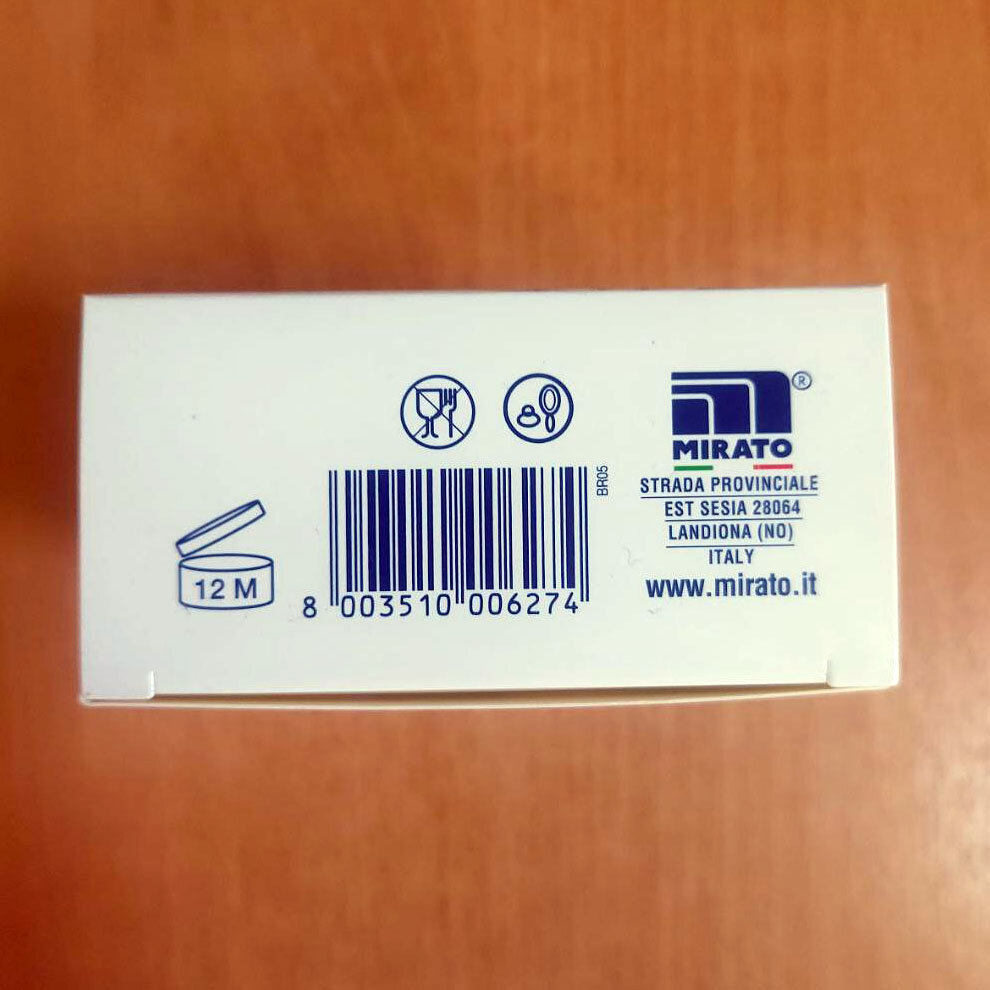 12 M
8 003510 006274
BR05
MIRATO®
STRADA PROVINCIALE
EST SESIA 28064
LANDIONA (NO)
ITALY
www.mirato.it